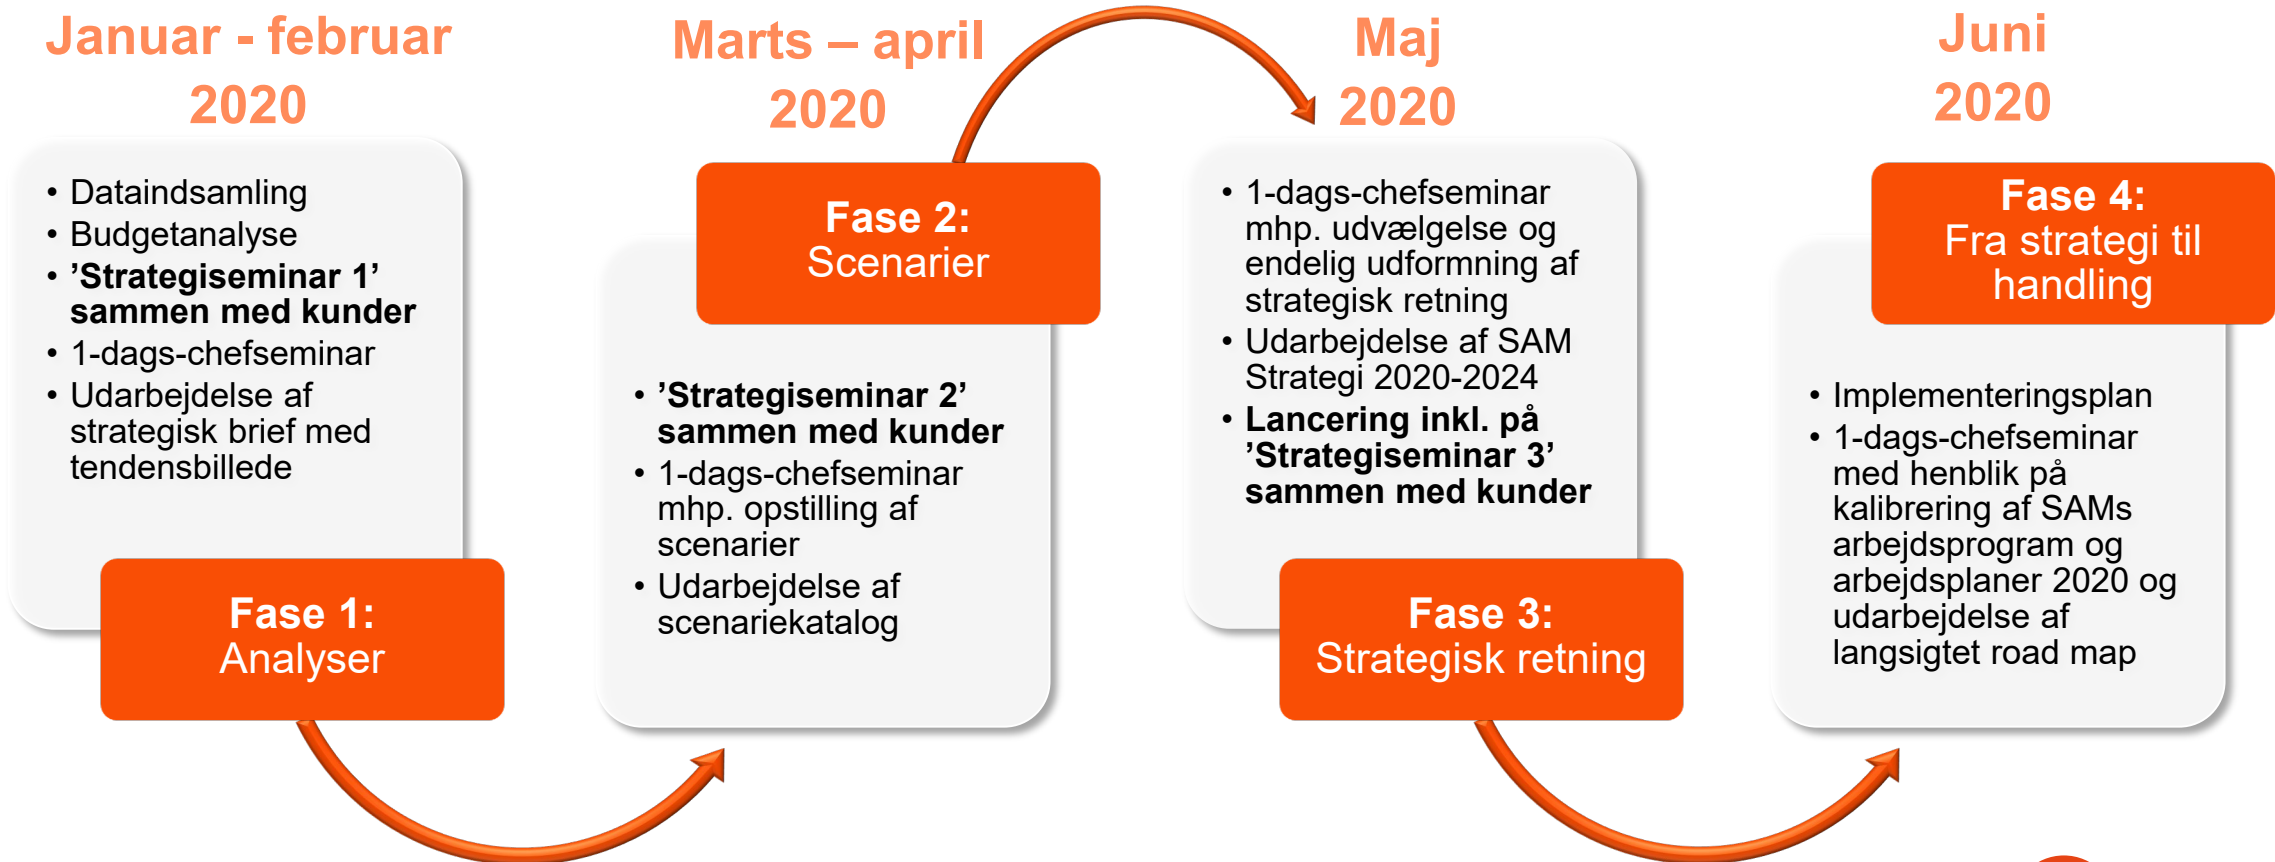 Januar - februar
2020
• Dataindsamling
• Budgetanalyse
• ’Strategiseminar 1’
sammen med kunder
• 1-dags-chefseminar
• Udarbejdelse af
strategisk brief med
tendensbillede
Fase 1:
Analyser
Marts – april
2020
Fase 2:
Scenarier
• ’Strategiseminar 2’
sammen med kunder
• 1-dags-chefseminar
mhp. opstilling af
scenarier
• Udarbejdelse af
scenariekatalog
Maj
2020
• 1-dags-chefseminar
mhp. udvælgelse og
endelig udformning af
strategisk retning
• Udarbejdelse af SAM
Strategi 2020-2024
• Lancering inkl. på
’Strategiseminar 3’
sammen med kunder
Fase 3:
Strategisk retning
Juni
2020
Fase 4:
Fra strategi til
handling
• Implementeringsplan
• 1-dags-chefseminar
med henblik på
kalibrering af SAMs
arbejdsprogram og
arbejdsplaner 2020 og
udarbejdelse af
langsigtet road map